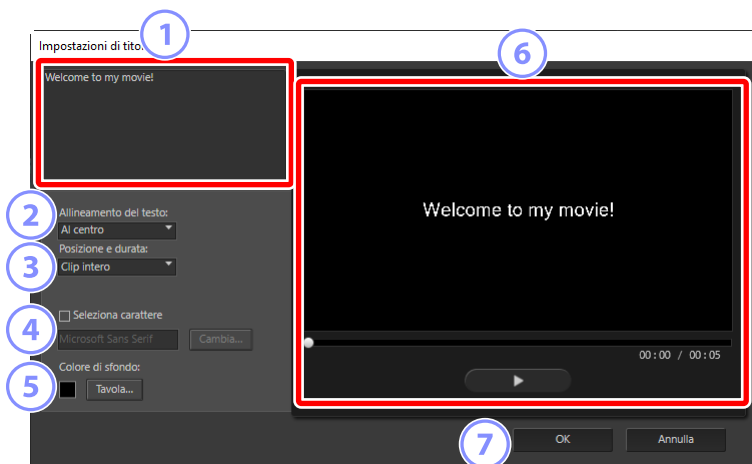 1
6
Impostazioni di tito
Welcome to my movie!
Welcome to my movie!
2
Allineamento del testo:
Al centro
3
Posizione e durata:
Clip intero
4
Seleziona carattere
Microsoft Sans Serif
Cambia...
5
Colore di sfondo:
Tavola...
00:00 / 00:05
7
OK
Annulla